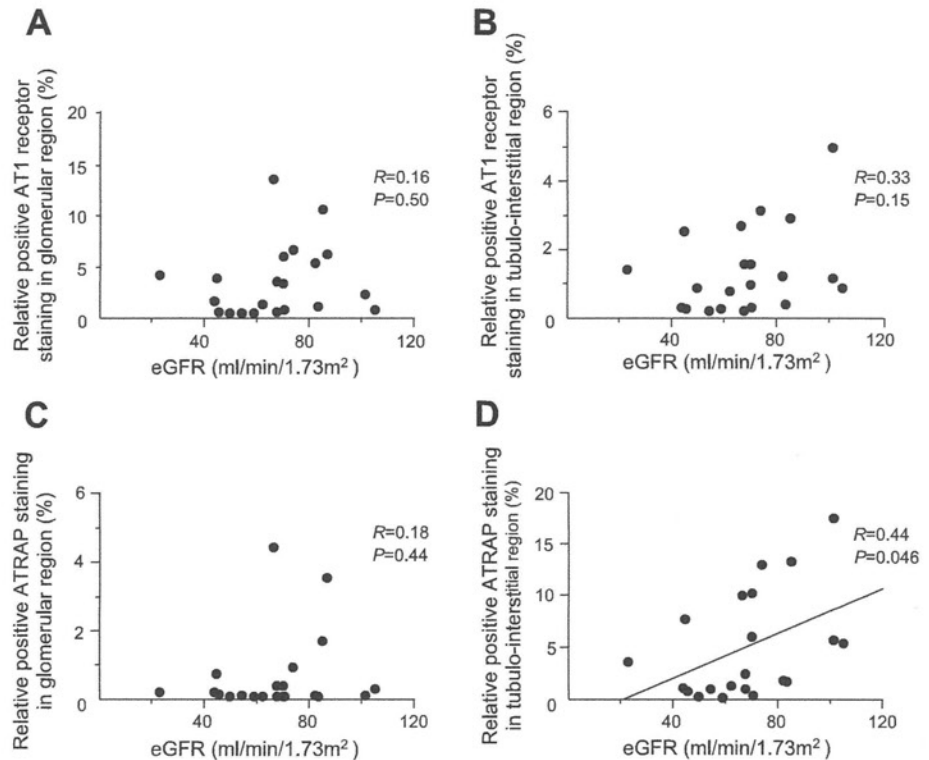 A
Relative positive AT1 receptor
staining in glomerular region (%)
20
15
10
5
0
40
80
120
eGFR (ml/min/1.73m²)
R=0.16
P=0.50
B
Relative positive AT1 receptor
staining in tubulo-interstitial region (%)
6
4
2
0
40
80
120
eGFR (ml/min/1.73m²)
R=0.33
P=0.15
C
Relative positive ATRAP staining
in glomerular region (%)
6
4
2
0
40
80
120
eGFR (ml/min/1.73m²)
R=0.18
P=0.44
D
Relative positive ATRAP staining
in tubulo-interstitial region (%)
20
15
10
5
0
40
80
120
eGFR (ml/min/1.73m²)
R=0.44
P=0.046